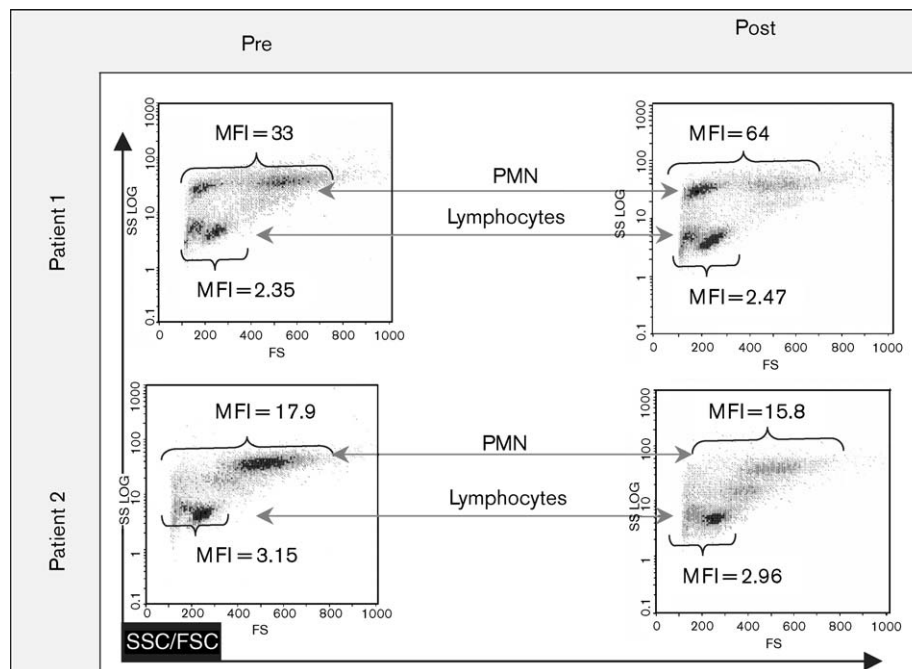 Pre
Post
Patient 1
SS LOG
1000
100
10
1
0.1
MFI = 33
MFI = 2.35
0 200 400 600 800 1000
FS
PMN
Lymphocytes
SS LOG
1000
100
10
1
0.1
MFI = 64
MFI = 2.47
0 200 400 600 800 1000
FS
Patient 2
SS LOG
1000
100
10
1
0.1
MFI = 17.9
MFI = 3.15
0 200 400 600 800 1000
FS
PMN
Lymphocytes
SS LOG
1000
100
10
1
0.1
MFI = 15.8
MFI = 2.96
0 200 400 600 800 1000
FS
SSC/FSC